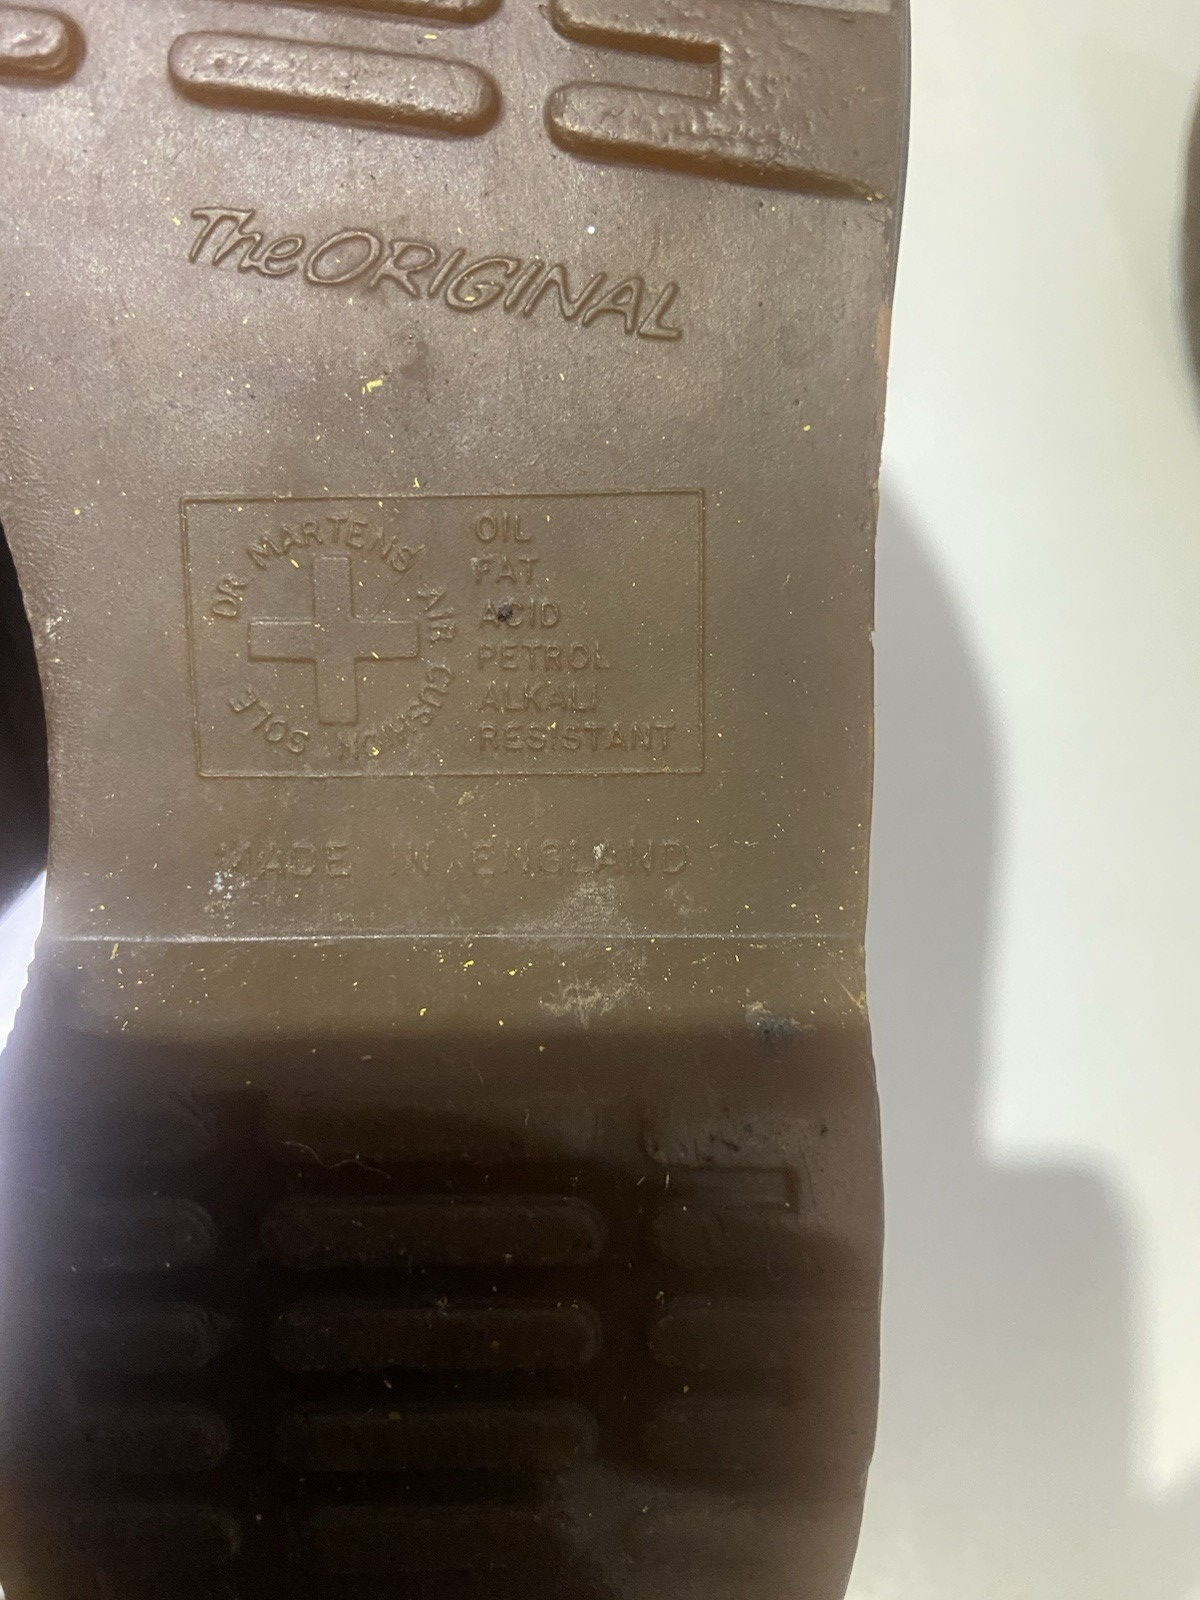 The ORIGINAL
DR. MARTENS AIR CUSHION SOLE
OIL
FAT
ACID
PETROL
ALKALI
RESISTANT
MADE IN ENGLAND